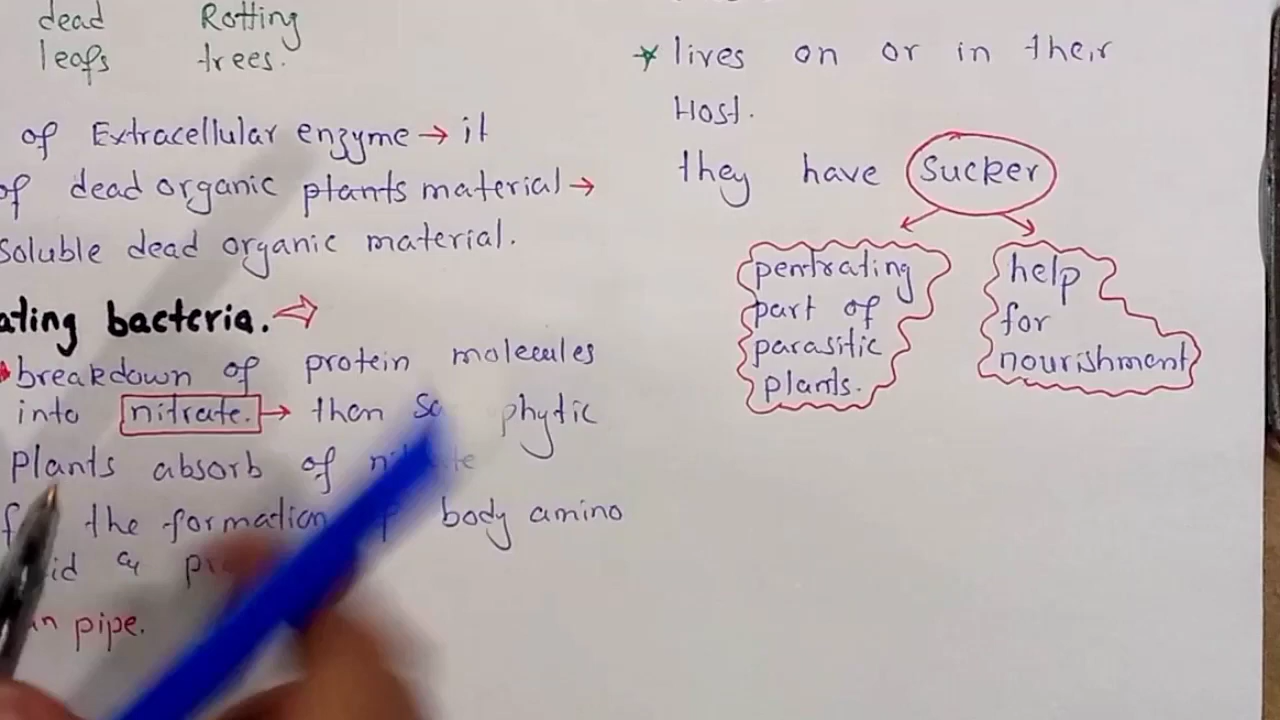 dead Rotting
leafs trees.
of Extracellular enzyme → it
of dead organic plants material →
soluble dead organic material.
ating bacteria.
breakdown of protein molecules
into nitrate. → then phytic
plants absorb of
the formation body amino
id &
pipe.
* lives on or in their
Host.
they have Sucker
pentrating
part of
parasitic
plants.
help
for
nourishment